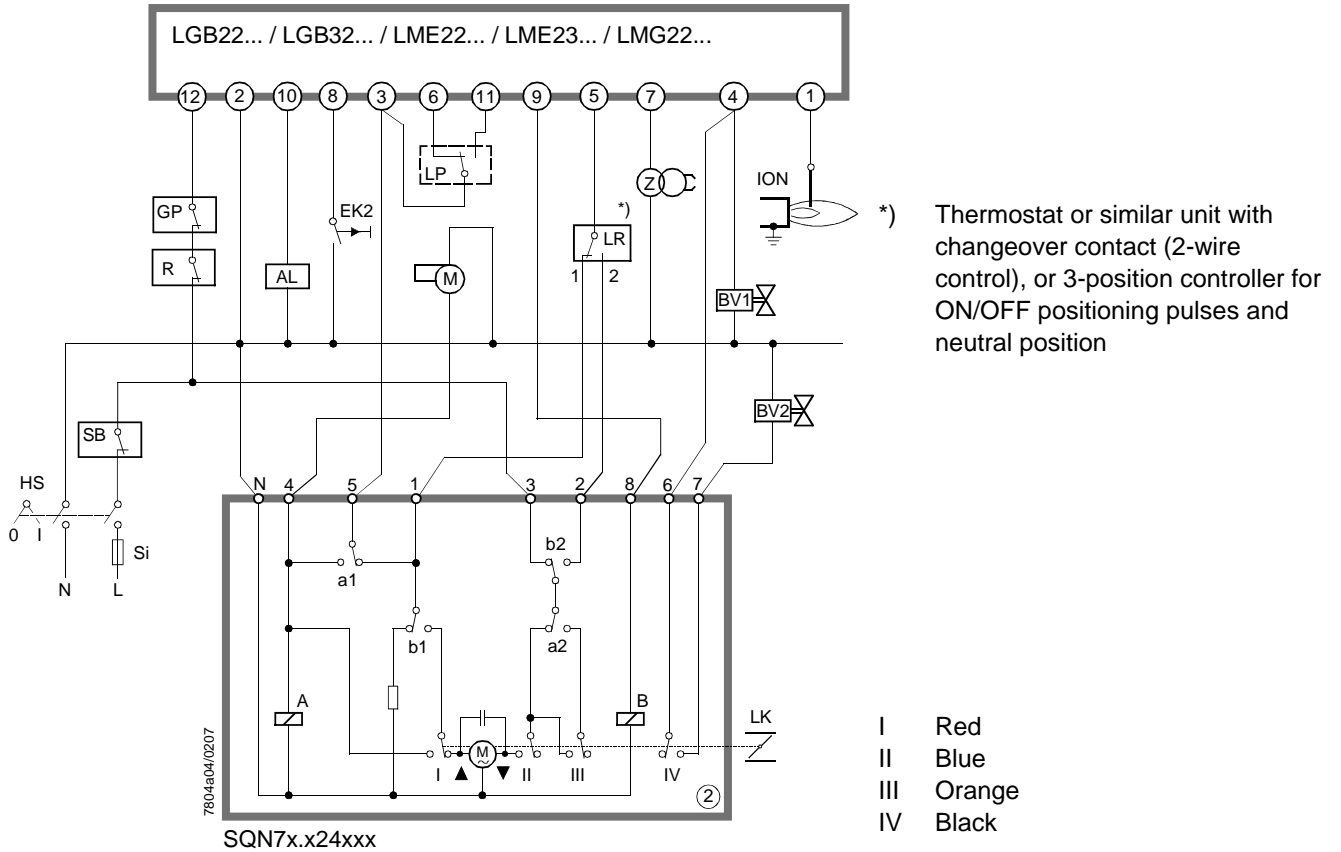 LGB22... / LGB32... / LME22... / LME23... / LMG22...
12 2 10 8 3 6 11 9 5 7 4 1
LP
Z
ION
GP
EK2
*)
LR
R
AL
M
1 2
BV1
*) Thermostat or similar unit with
changeover contact (2-wire
control), or 3-position controller for
ON/OFF positioning pulses and
neutral position
BV2
SB
HS
0 I
Si
N L
N 4 5 1 3 2 8 6 7
b2
a1
b1 a2
A B
LK
M
~
I II III IV
2
7804a04/0207
SQN7x.x24xxx
I Red
II Blue
III Orange
IV Black